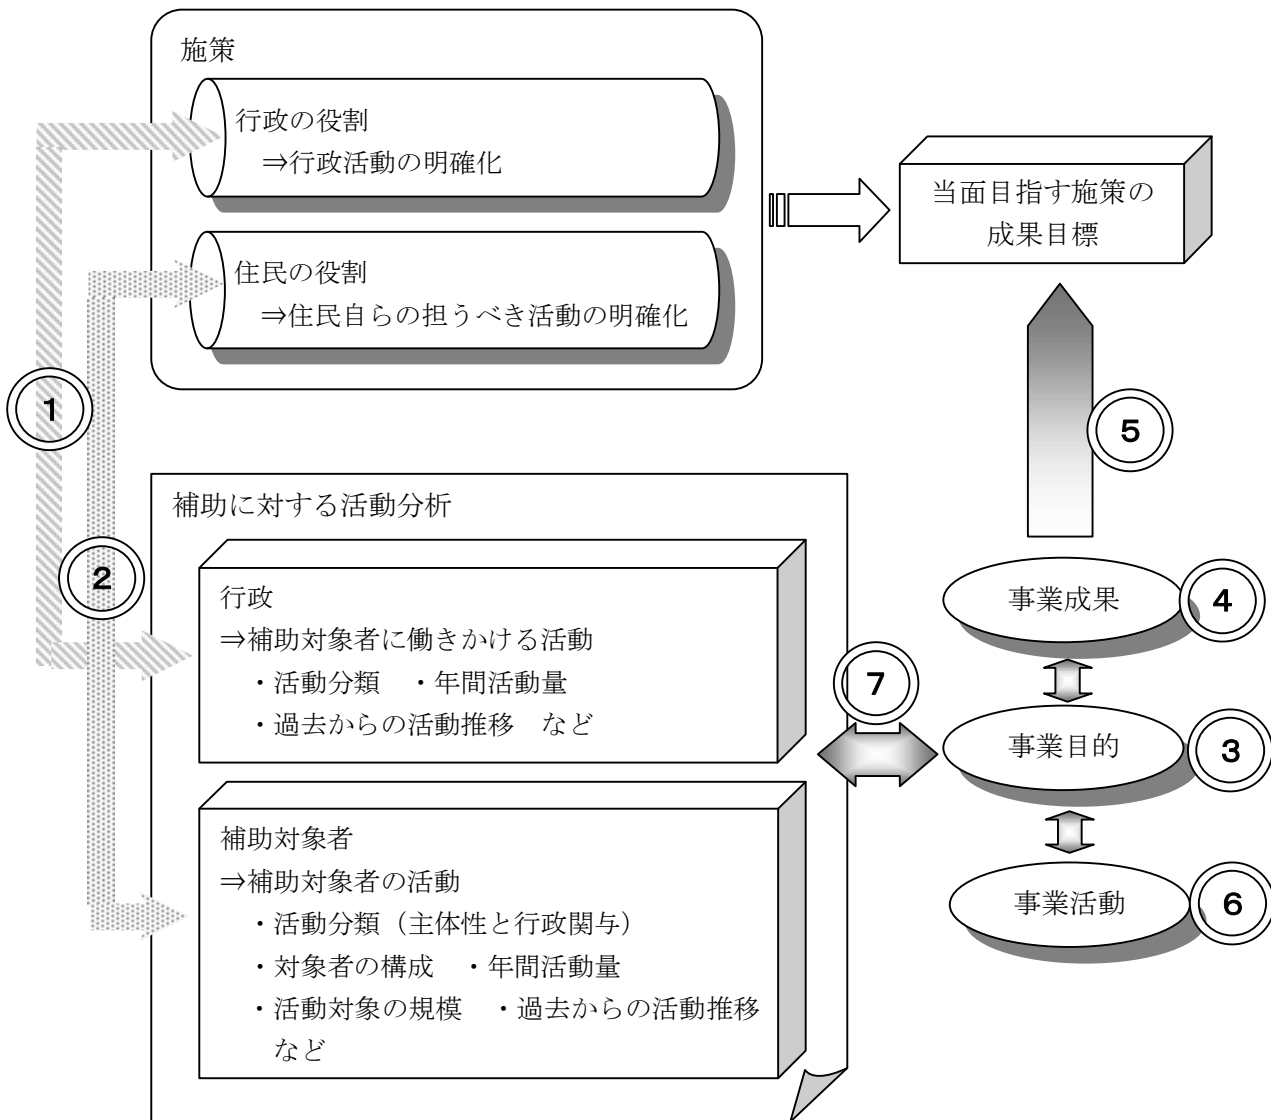 施策
行政の役割
⇒行政活動の明確化
住民の役割
⇒住民自らの担うべき活動の明確化
当面目指す施策の
成果目標
1
2
5
補助に対する活動分析
行政
⇒補助対象者に働きかける活動
・活動分類　・年間活動量
・過去からの活動推移　など
補助対象者
⇒補助対象者の活動
・活動分類（主体性と行政関与）
・対象者の構成　・年間活動量
・活動対象の規模　・過去からの活動推移
など
7
事業成果
4
事業目的
3
事業活動
6